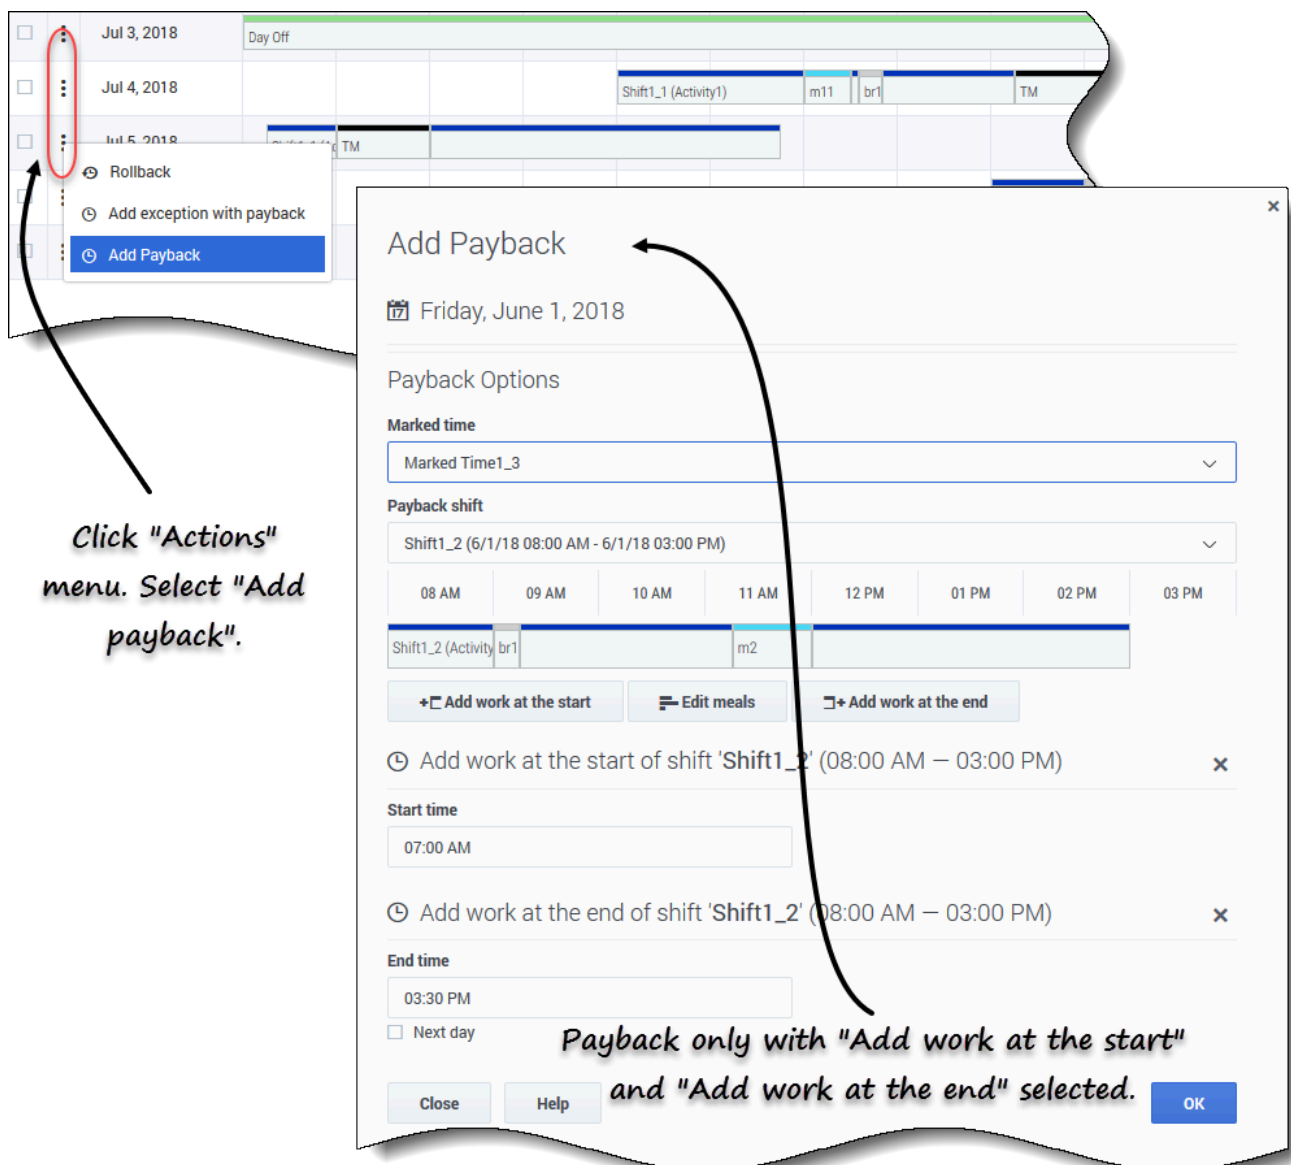 Jul 3, 2018
Day Off
Jul 4, 2018
Shift1_1 (Activity1)
m11
br1
TM
Jul 5, 2018
TM
Rollback
Add exception with payback
Add Payback
×
Add Payback
17
Friday, June 1, 2018
Payback Options
Marked time
Marked Time1_3
Payback shift
Shift1_2 (6/1/18 08:00 AM - 6/1/18 03:00 PM)
08 AM 09 AM 10 AM 11 AM 12 PM 01 PM 02 PM 03 PM
Shift1_2 (Activity br1 m2
Add work at the start Edit meals Add work at the end
Add work at the start of shift 'Shift1_2' (08:00 AM — 03:00 PM)
Start time
07:00 AM
Add work at the end of shift 'Shift1_2' (08:00 AM — 03:00 PM)
End time
03:30 PM
Next day
Close Help OK
Click "Actions"
menu. Select "Add
payback".
Payback only with "Add work at the start"
and "Add work at the end" selected.